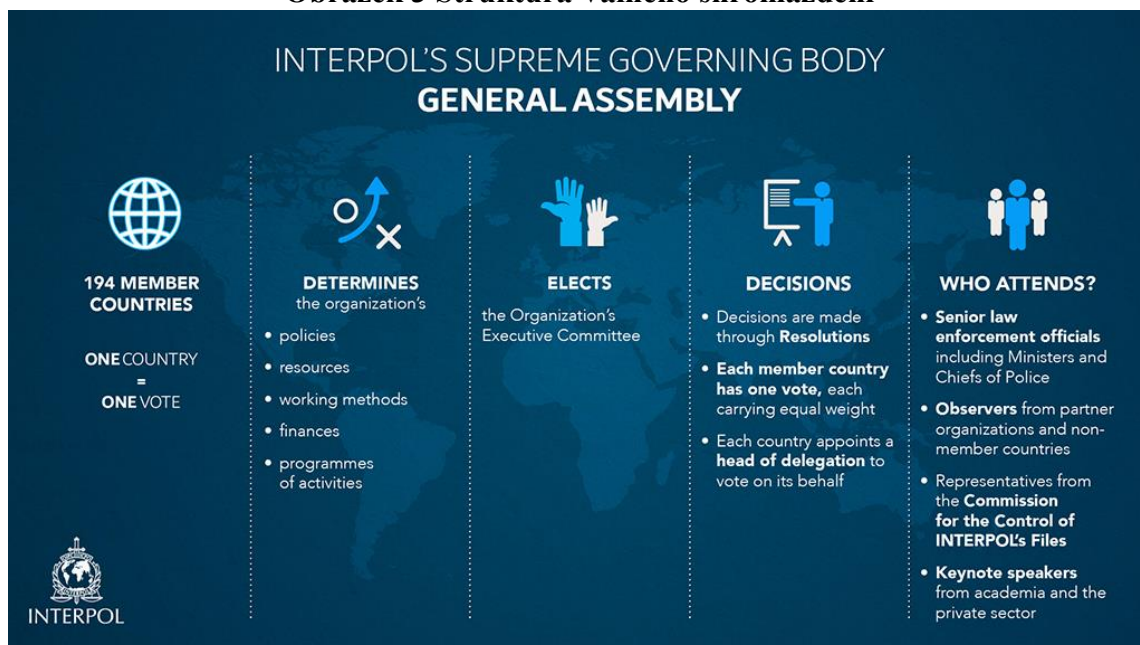 Obrázek 3 Struktura Valného shromáždění
INTERPOL'S SUPREME GOVERNING BODY
GENERAL ASSEMBLY
194 MEMBER
COUNTRIES
ONE COUNTRY
=
ONE VOTE
DETERMINES
the organization's
• policies
• resources
• working methods
• finances
• programmes
of activities
ELECTS
the Organization's
Executive Committee
DECISIONS
• Decisions are made
through Resolutions
• Each member country
has one vote, each
carrying equal weight
• Each country appoints a
head of delegation to
vote on its behalf
WHO ATTENDS?
• Senior law
enforcement officials
including Ministers and
Chiefs of Police
• Observers from partner
organizations and non-
member countries
• Representatives from
the Commission
for the Control of
INTERPOL's Files
• Keynote speakers
from academia and the
private sector
INTERPOL